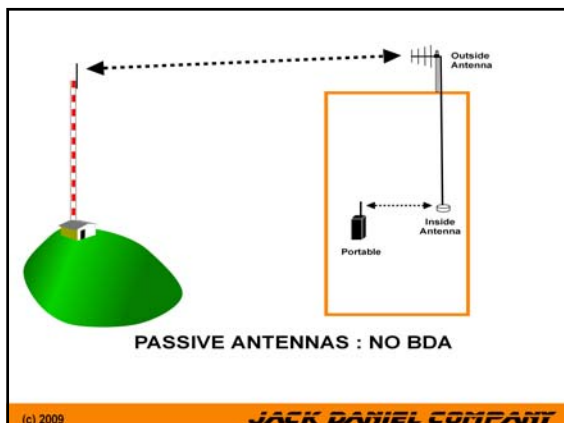 Outside
Antenna
Inside
Antenna
Portable
PASSIVE ANTENNAS : NO BDA
(c) 2009
JACK DANIEL COMPANY